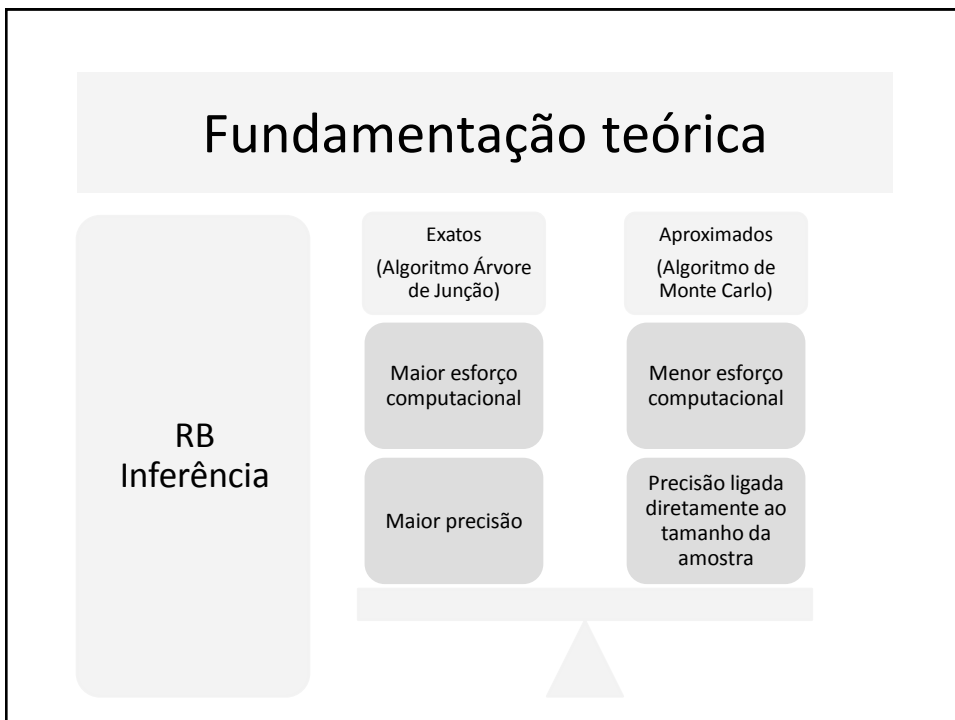 Fundamentação teórica
RB
Inferência
Exatos
(Algoritmo Árvore
de Junção)
Maior esforço
computacional
Maior precisão
Aproximados
(Algoritmo de
Monte Carlo)
Menor esforço
computacional
Precisão ligada
diretamente ao
tamanho da
amostra